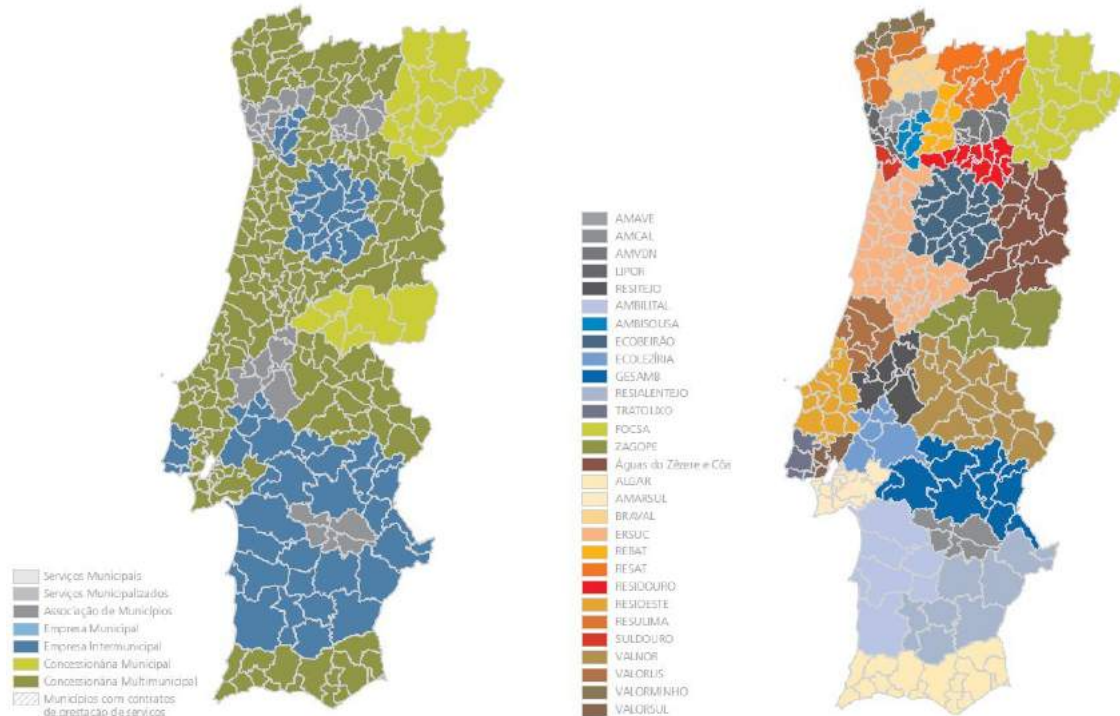 Serviços Municipais
Serviços Municipalizados
Associação de Municípios
Empresa Municipal
Empresa Intermunicipal
Concessionária Municipal
Concessionária Multimunicipal
Municípios com contratos
de prestação de serviços
AMAVE
AMCAL
AMVDN
LIPOR
RESITEJO
AMBILITAL
AMBISOUSA
ECOBEIRÃO
ECOLEZÍRIA
GESAMB
RESIALENTEJO
TRATOLIXO
FOCSA
ZAGOPE
Águas do Zêzere e Côa
ALGAR
AMARSUL
BRAVAL
ERSUC
REBAT
RESAT
RESIDOURO
RESIOESTE
RESULIMA
SULDOURO
VALNOR
VALORLIS
VALORMINHO
VALORSUL